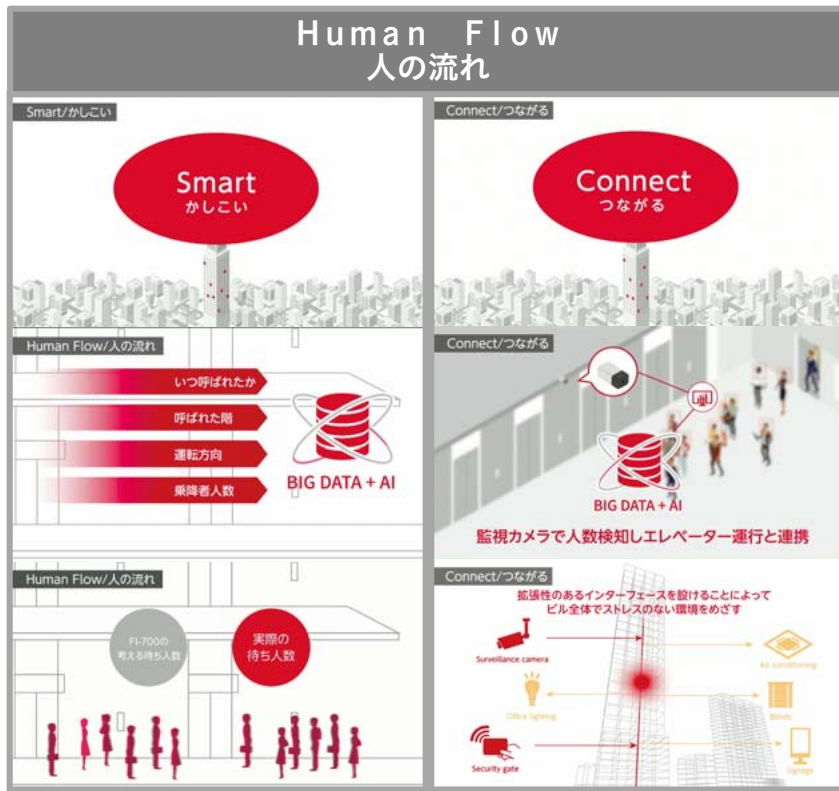 Human Flow
人の流れ
Smart/かしこい
Smart
かしこい
Human Flow/人の流れ
いつ呼ばれたか
呼ばれた階
運転方向
乗降者人数
BIG DATA + AI
Human Flow/人の流れ
FI-700の
考える待ち人数
実際の
待ち人数
Connect/つながる
Connect
つながる
Connect/つながる
BIG DATA + AI
監視カメラで人数検知しエレベーター運行と連携
Connect/つながる
拡張性のあるインターフェースを設けることによって
ビル全体でストレスのない環境をめざす
Surveillance camera
Air conditioning
Office lighting
Blinds
Security gate
Signage